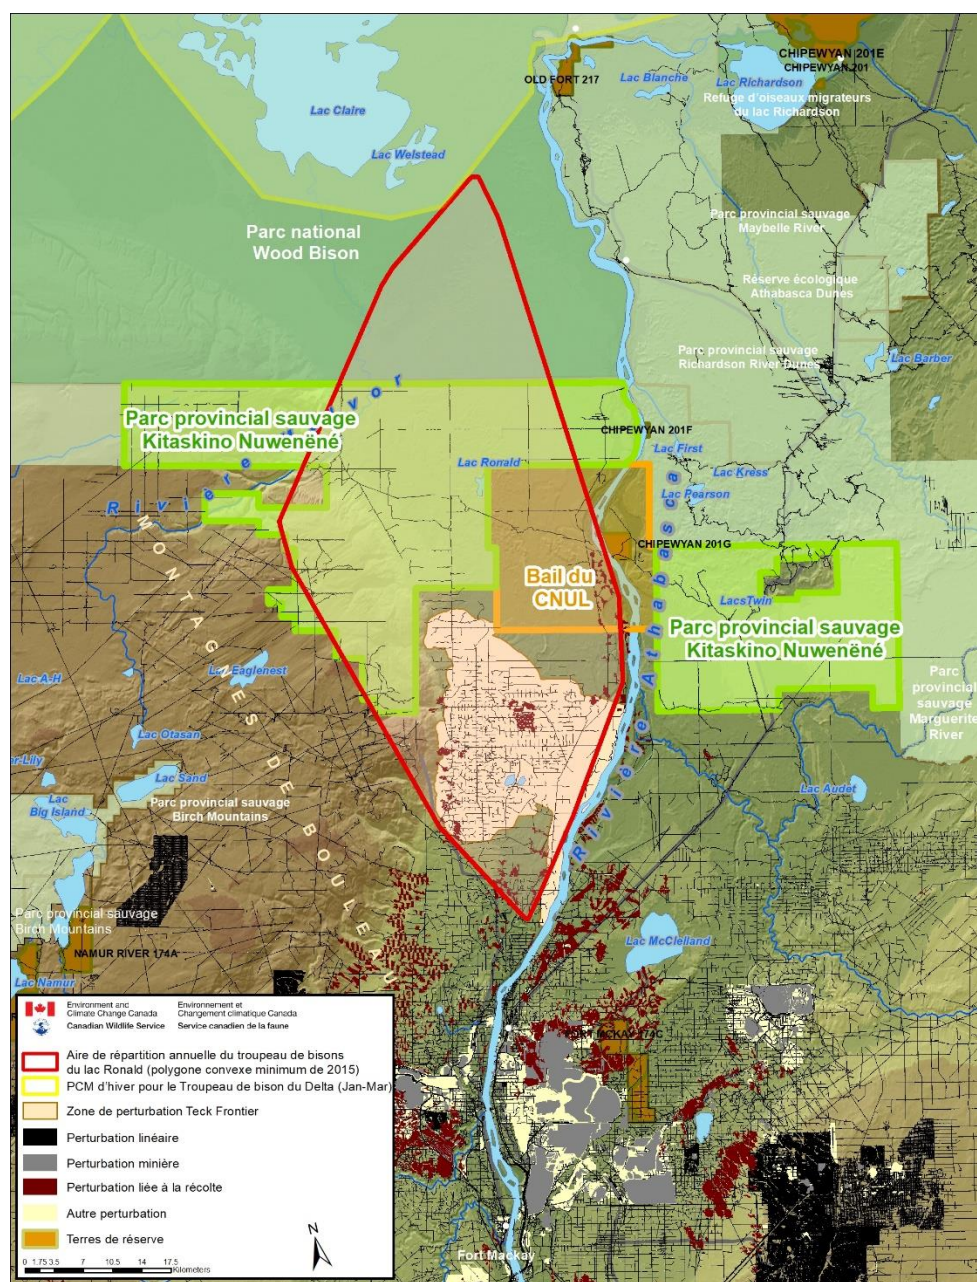 CHIPEWYAN 201E
CHIPEWYAN 201
OLD FORT 217
Lac Blanche
Lac Richardson
Refuge d'oiseaux migrateurs
du lac Richardson
Lac Claire
Lac Welstead
Parc national
Wood Bison
Parc provincial sauvage
Maybelle River
Réserve écologique
Athabasca Dunes
Parc provincial sauvage
Richardson River Dunes
Lac Barber
Parc provincial sauvage
Kitaskino Nuwenëné
CHIPEWYAN 201F
Lac First
Lac Ronald
Lac Kress
Lac Pearson
Rivière
CHIPEWYAN 201G
Bail du
CNUL
LacsTwin
Parc provincial sauvage
Kitaskino Nuwenëné
Rivière Athabasca
MONTAGNES DE BOULEAU
Lac Eaglenest
Lac A-H
Parc
provincial
sauvage
Marguerite
River
Lac Otasan
Lac Sand
Lac
Big Island
Parc provincial sauvage
Birch Mountains
Lac Audet
Parc provincial sauvage
Birch Mountains
Lac McClelland
NAMUR RIVER 174A
Lac Namur
Environment and
Climate Change Canada
Environnement et
Changement climatique Canada
Canadian Wildlife Service
Service canadien de la faune
Aire de répartition annuelle du troupeau de bisons
du lac Ronald (polygone convexe minimum de 2015)
PCM d'hiver pour le Troupeau de bison du Delta (Jan-Mar)
Zone de perturbation Teck Frontier
Perturbation linéaire
Perturbation minière
Perturbation liée à la récolte
Autre perturbation
Terres de réserve
N
0 1.75 3.5 7 10.5 14 17.5
Kilometers
Fort Mackay